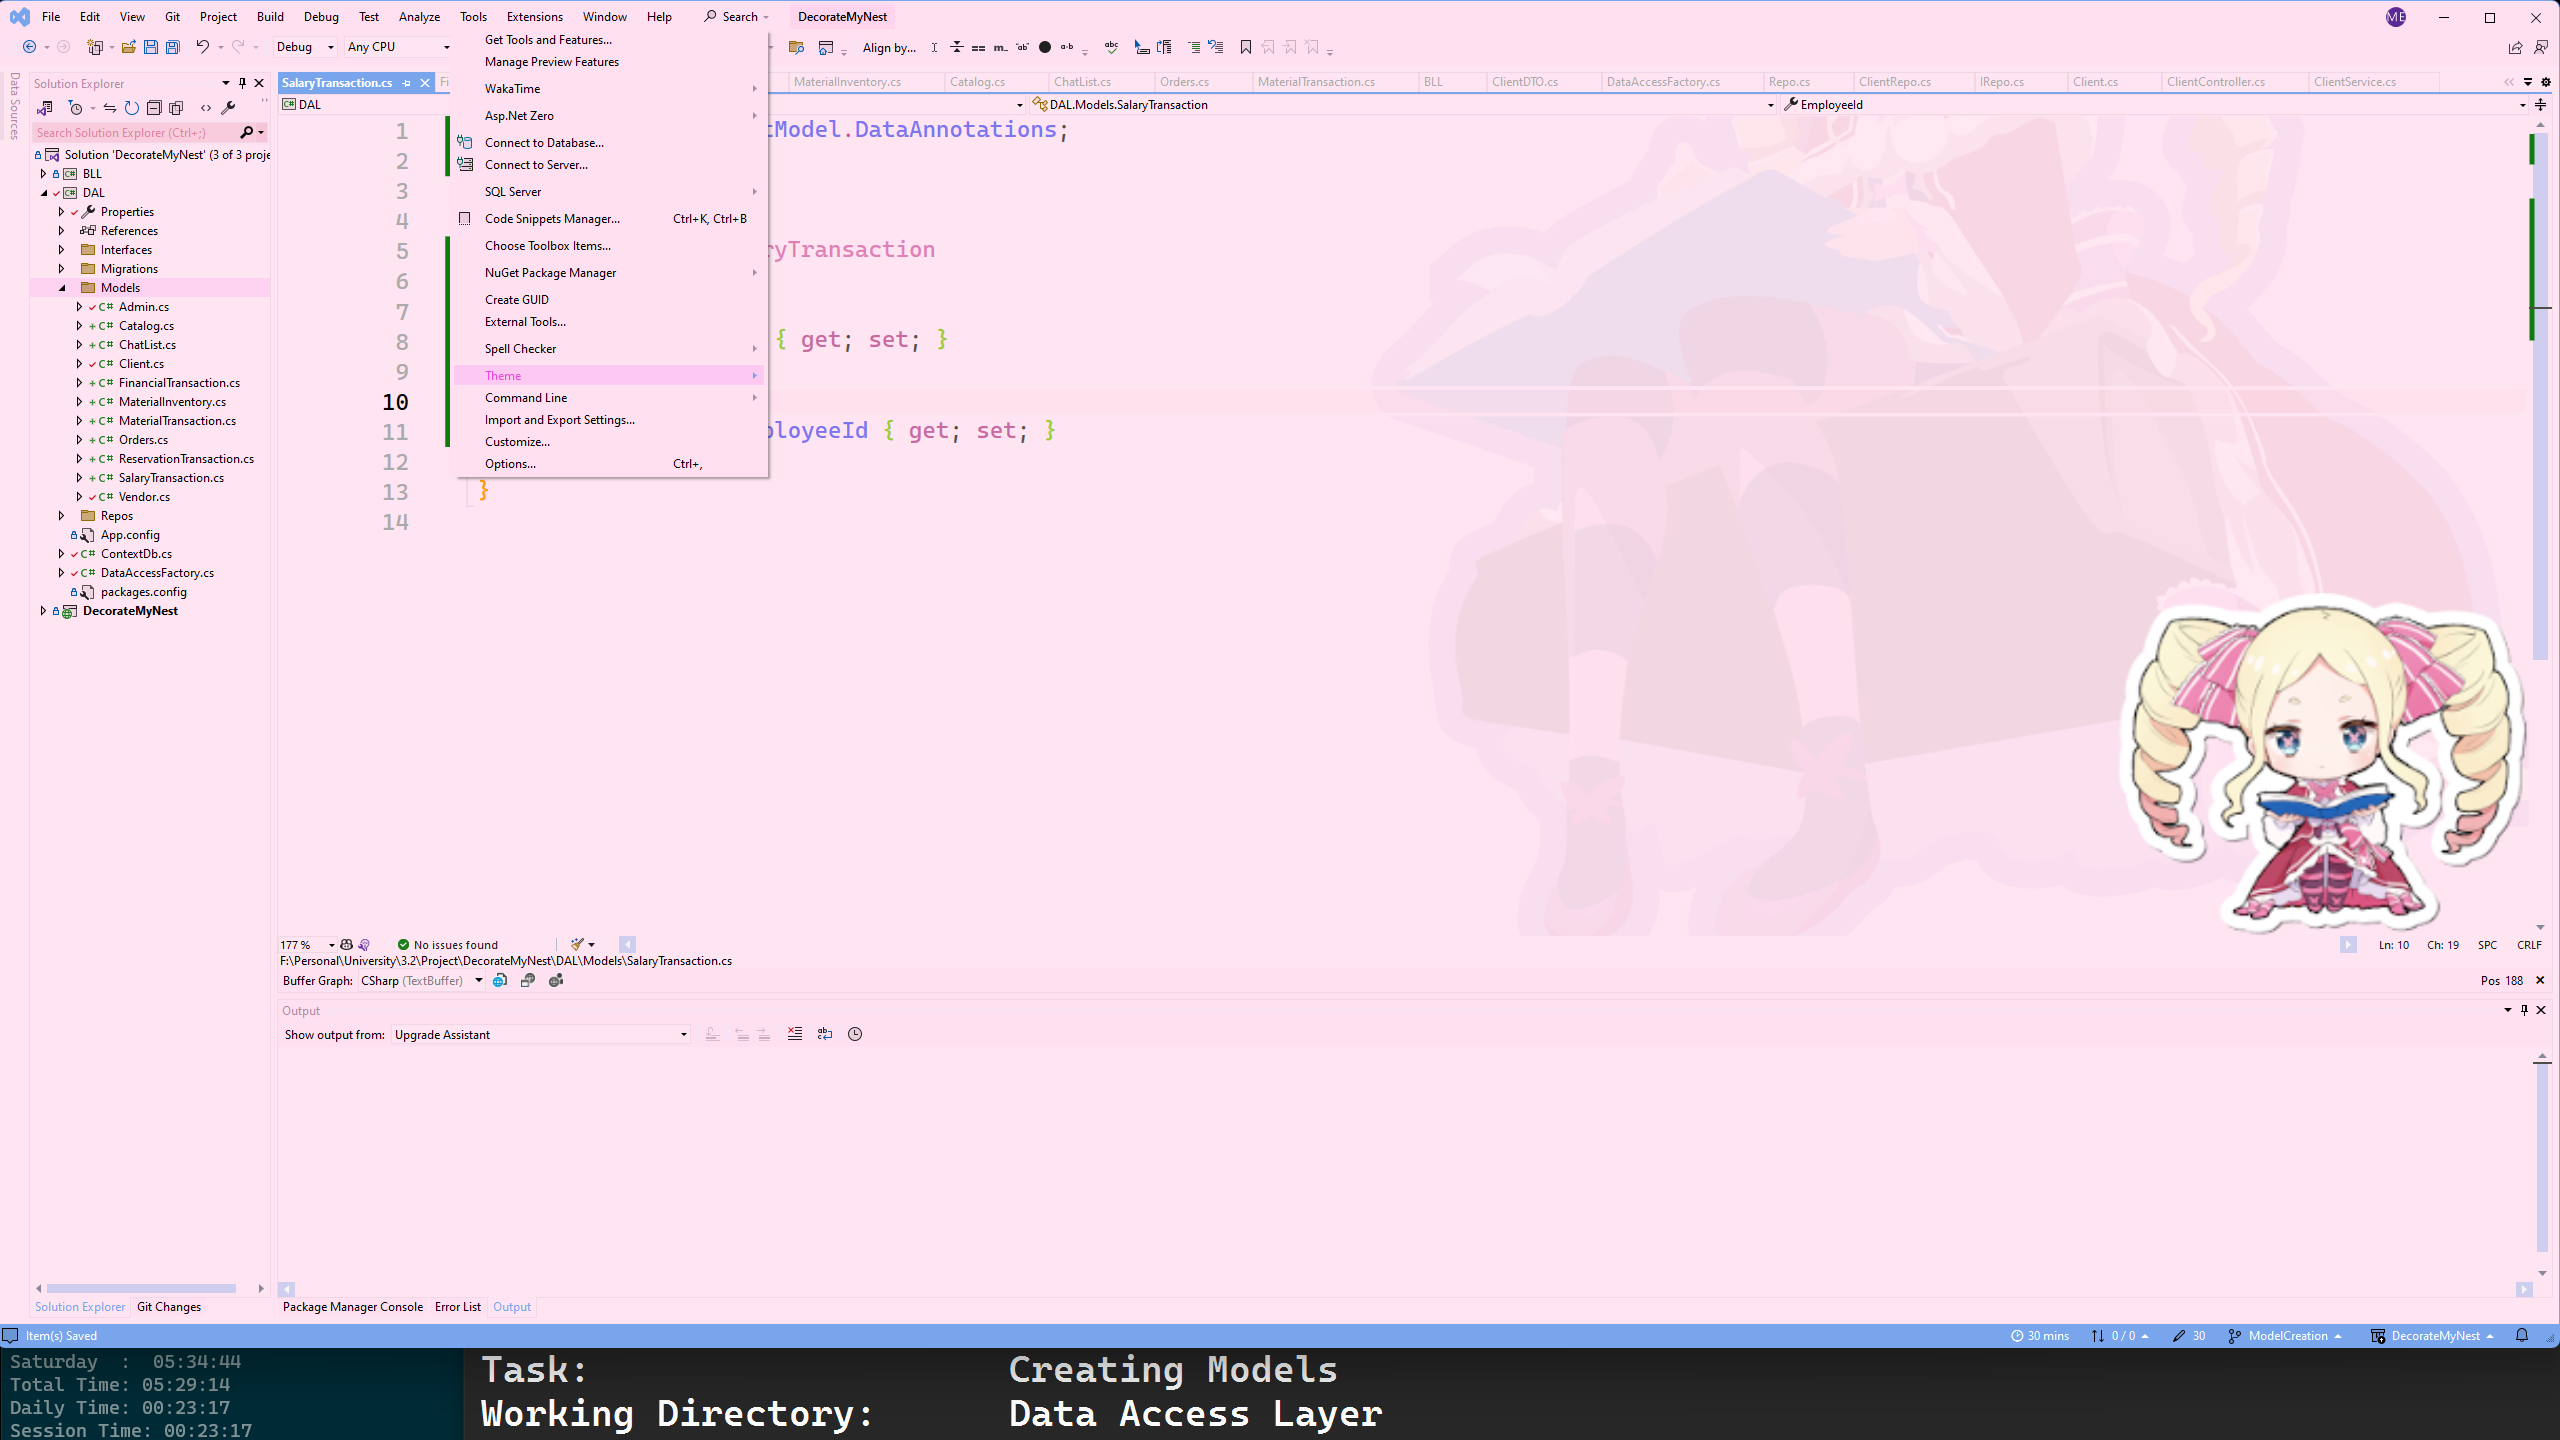 File Edit View Git Project Build Debug Test Analyze Tools Extensions Window Help Search DecorateMyNest ME
Debug Any CPU Align by...
Data Sources
Solution Explorer
Search Solution Explorer (Ctrl+;)
Solution 'DecorateMyNest' (3 of 3 proje
BLL
DAL
Properties
References
Interfaces
Migrations
Models
C# Admin.cs
C# Catalog.cs
C# ChatList.cs
C# Client.cs
C# FinancialTransaction.cs
C# MaterialInventory.cs
C# MaterialTransaction.cs
C# Orders.cs
C# ReservationTransaction.cs
C# SalaryTransaction.cs
C# Vendor.cs
Repos
App.config
C# ContextDb.cs
C# DataAccessFactory.cs
packages.config
DecorateMyNest
Solution Explorer Git Changes
SalaryTransaction.cs Fi MaterialInventory.cs Catalog.cs ChatList.cs Orders.cs MaterialTransaction.cs BLL ClientDTO.cs DataAccessFactory.cs Repo.cs ClientRepo.cs IRepo.cs Client.cs ClientController.cs ClientService.cs
DAL DAL.Models.SalaryTransaction EmployeeId
Get Tools and Features...
Manage Preview Features
WakaTime
Asp.Net Zero
Connect to Database...
Connect to Server...
SQL Server
Code Snippets Manager... Ctrl+K, Ctrl+B
Choose Toolbox Items...
NuGet Package Manager
Create GUID
External Tools...
Spell Checker
Theme
Command Line
Import and Export Settings...
Customize...
Options... Ctrl+,
1 tModel.DataAnnotations;
2
3
4
5 ryTransaction
6
7
8 { get; set; }
9
10
11 ployeeId { get; set; }
12
13 }
14
177 % No issues found Ln: 10 Ch: 19 SPC CRLF
F:\Personal\University\3.2\Project\DecorateMyNest\DAL\Models\SalaryTransaction.cs
Buffer Graph: CSharp (TextBuffer) Pos 188
Output
Show output from: Upgrade Assistant
Package Manager Console Error List Output
Item(s) Saved 30 mins 0 / 0 30 ModelCreation DecorateMyNest
Saturday : 05:34:44
Total Time: 05:29:14
Daily Time: 00:23:17
Session Time: 00:23:17
Task: Creating Models
Working Directory: Data Access Layer